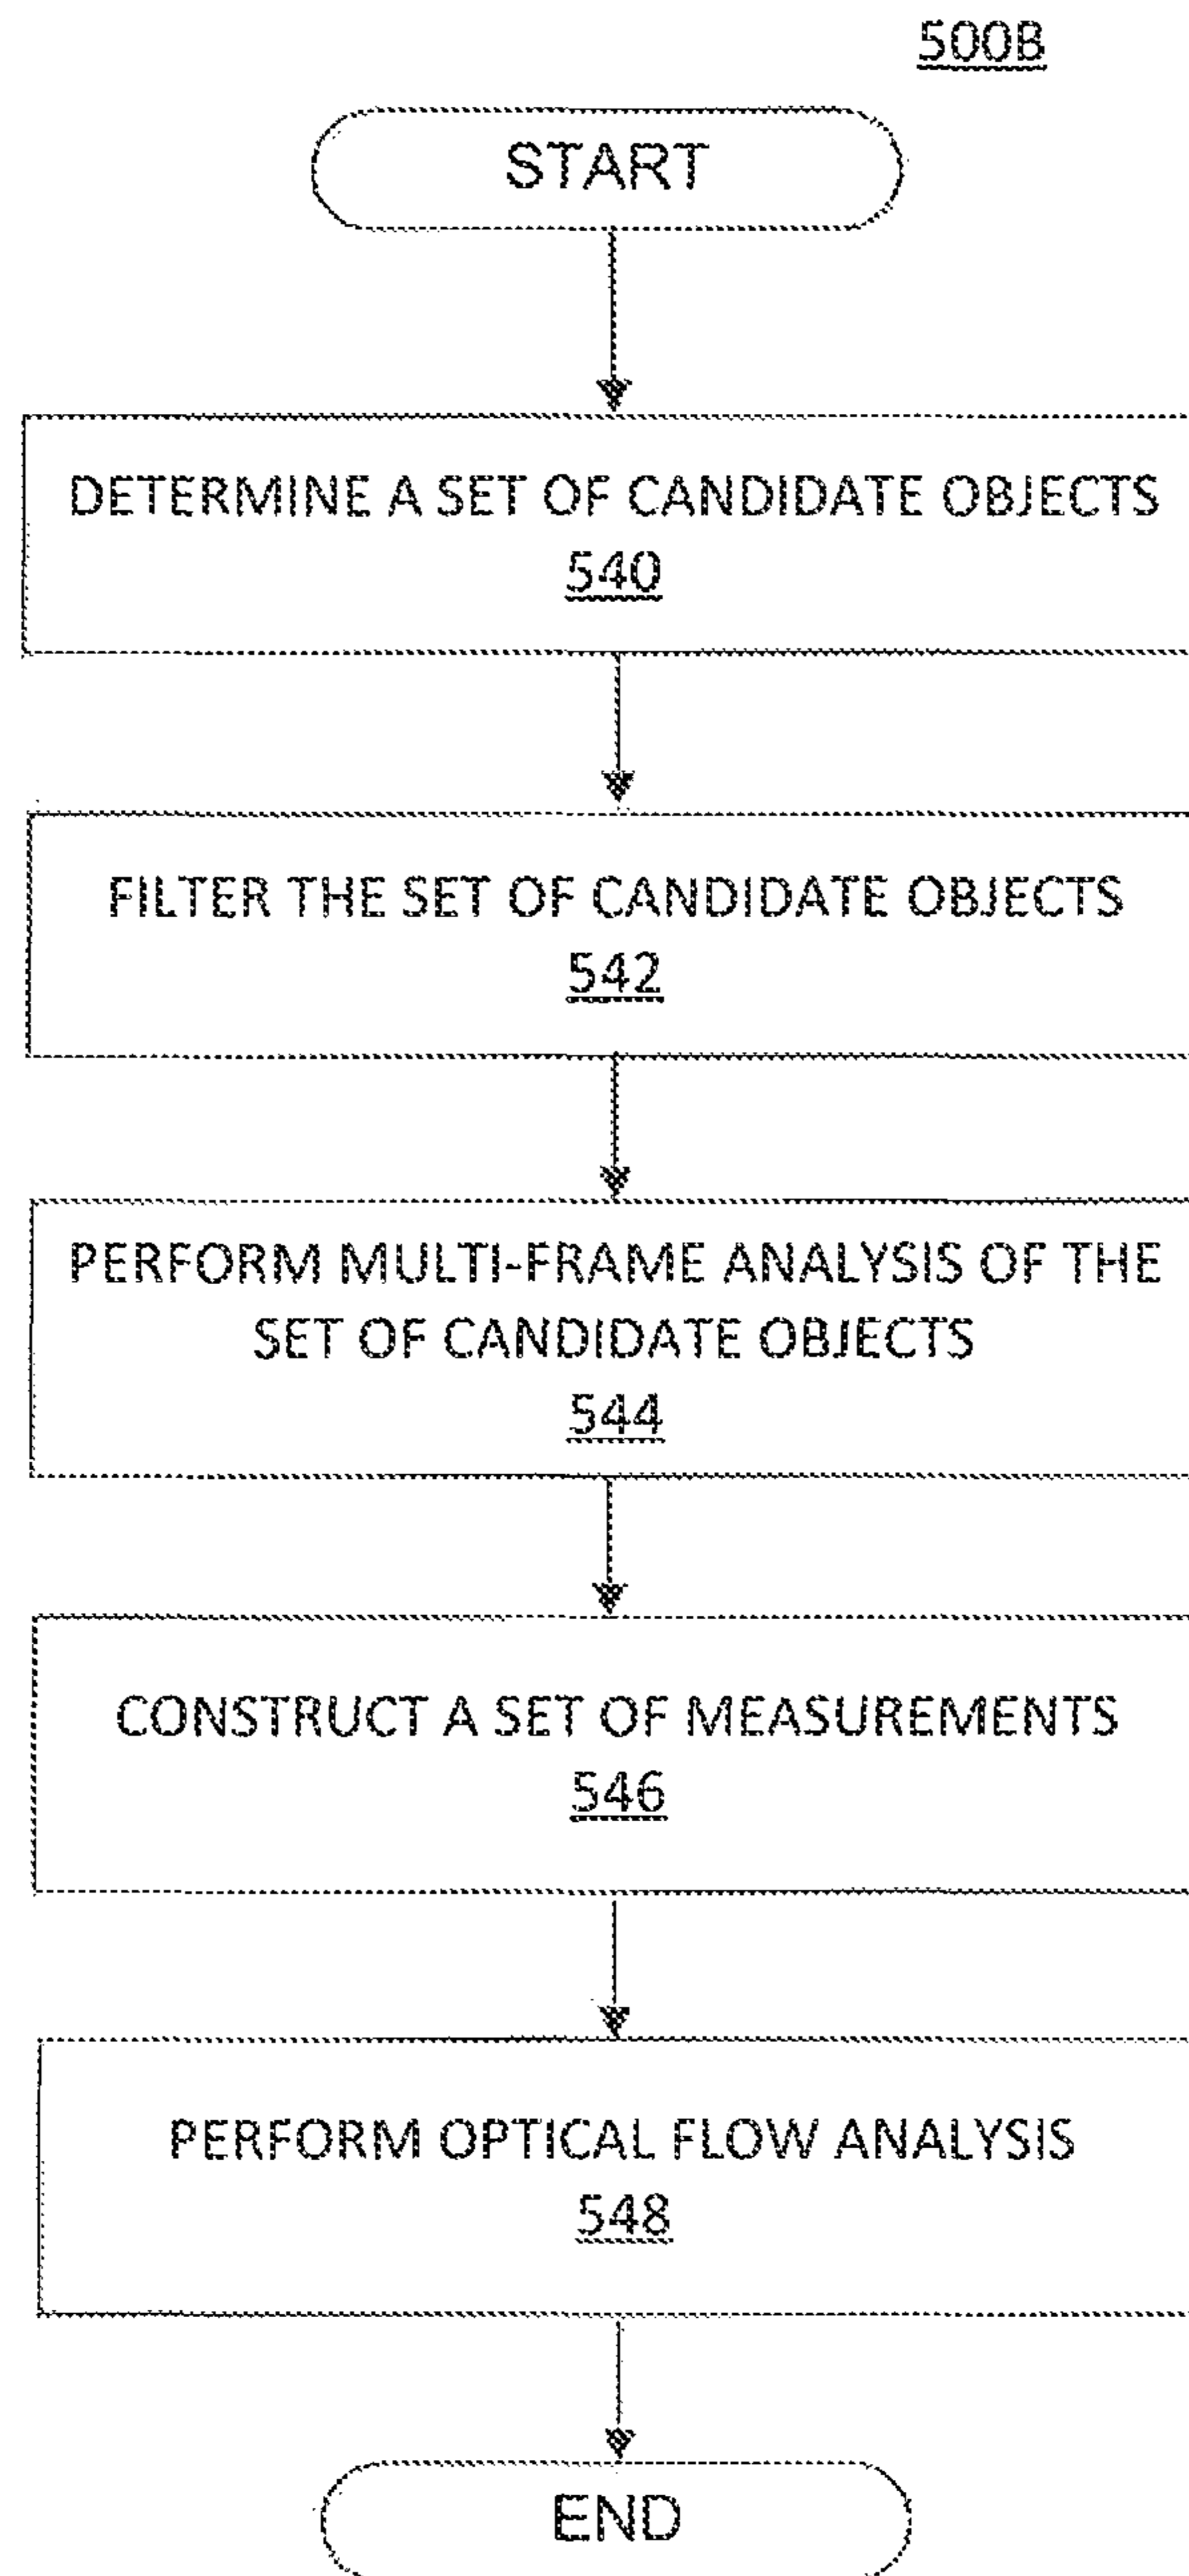 500B
START
DETERMINE A SET OF CANDIDATE OBJECTS
540
FILTER THE SET OF CANDIDATE OBJECTS
542
PERFORM MULTI-FRAME ANALYSIS OF THE
SET OF CANDIDATE OBJECTS
544
CONSTRUCT A SET OF MEASUREMENTS
546
PERFORM OPTICAL FLOW ANALYSIS
548
END